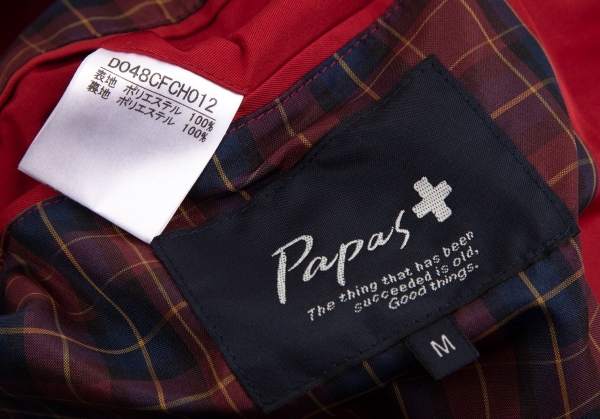 DO48CFCH012
表地 ポリエステル 100%
裏地 ポリエステル 100%
Papas
The thing that has been
succeeded is old,
Good things.
M